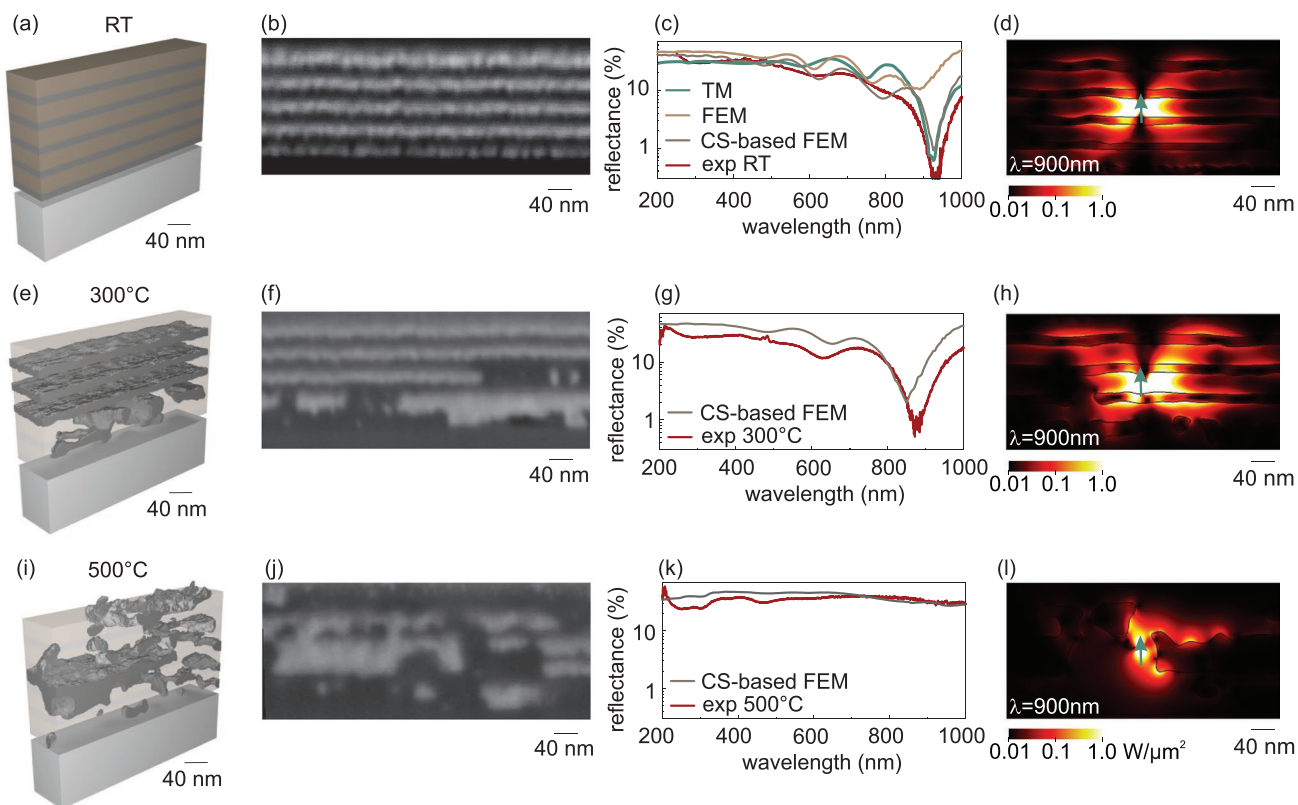 (a)
RT
40 nm
(b)
40 nm
(c)
reflectance (%)
10
1
TM
FEM
CS-based FEM
exp RT
200 400 600 800 1000
wavelength (nm)
(d)
λ=900nm
0.01 0.1 1.0
40 nm
(e)
300°C
40 nm
(f)
40 nm
(g)
reflectance (%)
10
1
CS-based FEM
exp 300°C
200 400 600 800 1000
wavelength (nm)
(h)
λ=900nm
0.01 0.1 1.0
40 nm
(i)
500°C
40 nm
(j)
40 nm
(k)
reflectance (%)
10
1
CS-based FEM
exp 500°C
200 400 600 800 1000
wavelength (nm)
(l)
λ=900nm
0.01 0.1 1.0 W/µm²
40 nm